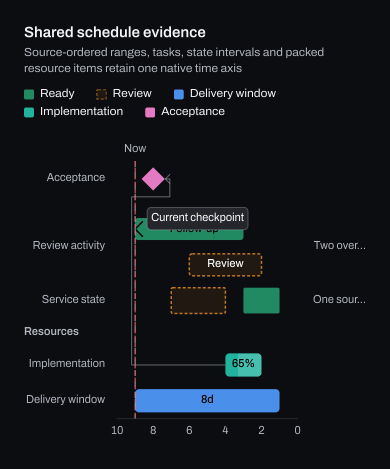 Shared schedule evidence
Source-ordered ranges, tasks, state intervals and packed
resource items retain one native time axis
Ready Review Delivery window
Implementation Acceptance
Now
Acceptance
Current checkpoint
Review activity Two over...
Review
Service state One sour...
Resources
Implementation 65%
Delivery window 8d
10 8 6 4 2 0